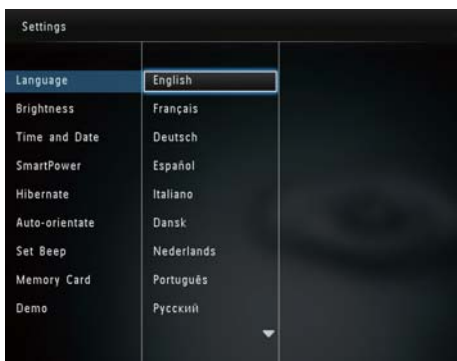 Settings
Language
Brightness
Time and Date
SmartPower
Hibernate
Auto-orientate
Set Beep
Memory Card
Demo
English
Français
Deutsch
Español
Italiano
Dansk
Nederlands
Português
Русский